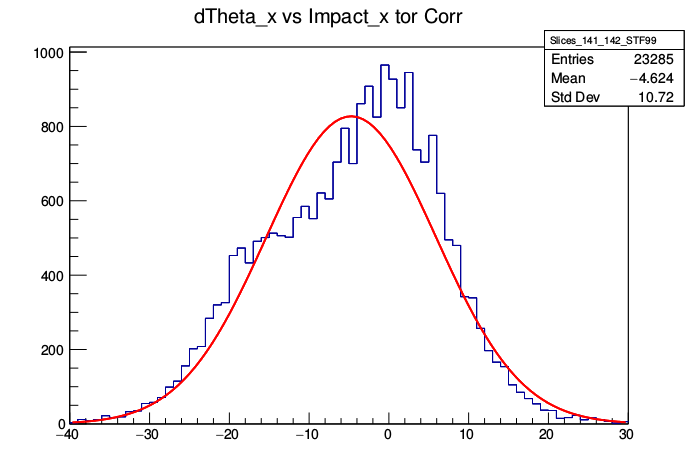 dTheta_x vs Impact_x tor Corr
Slices_141_142_STF99
Entries 23285
Mean −4.624
Std Dev 10.72
1000
800
600
400
200
0
−40 −30 −20 −10 0 10 20 30